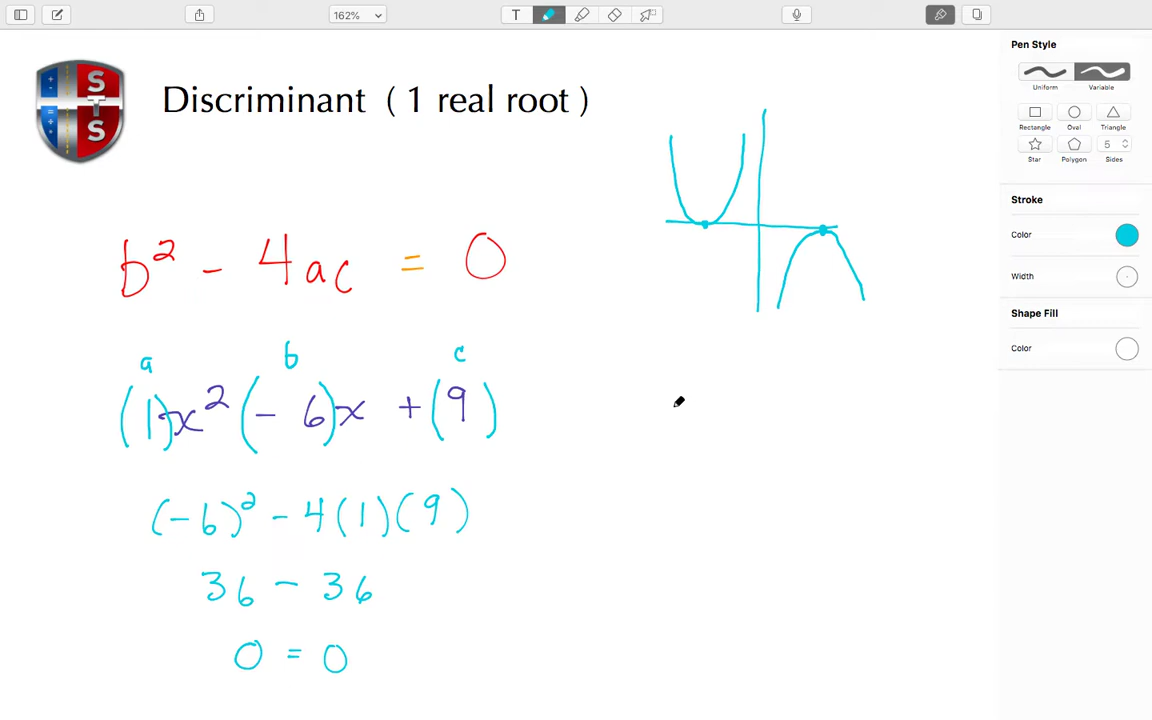 162%
T
Pen Style
Uniform Variable
Rectangle Oval Triangle
5
Star Polygon Sides
Stroke
Color
Width
Shape Fill
Color
S
T
S
Discriminant ( 1 real root )
b² - 4ac = 0
a b c
(1)x² (- 6)x + (9)
(-6)² - 4(1)(9)
36 - 36
0 = 0